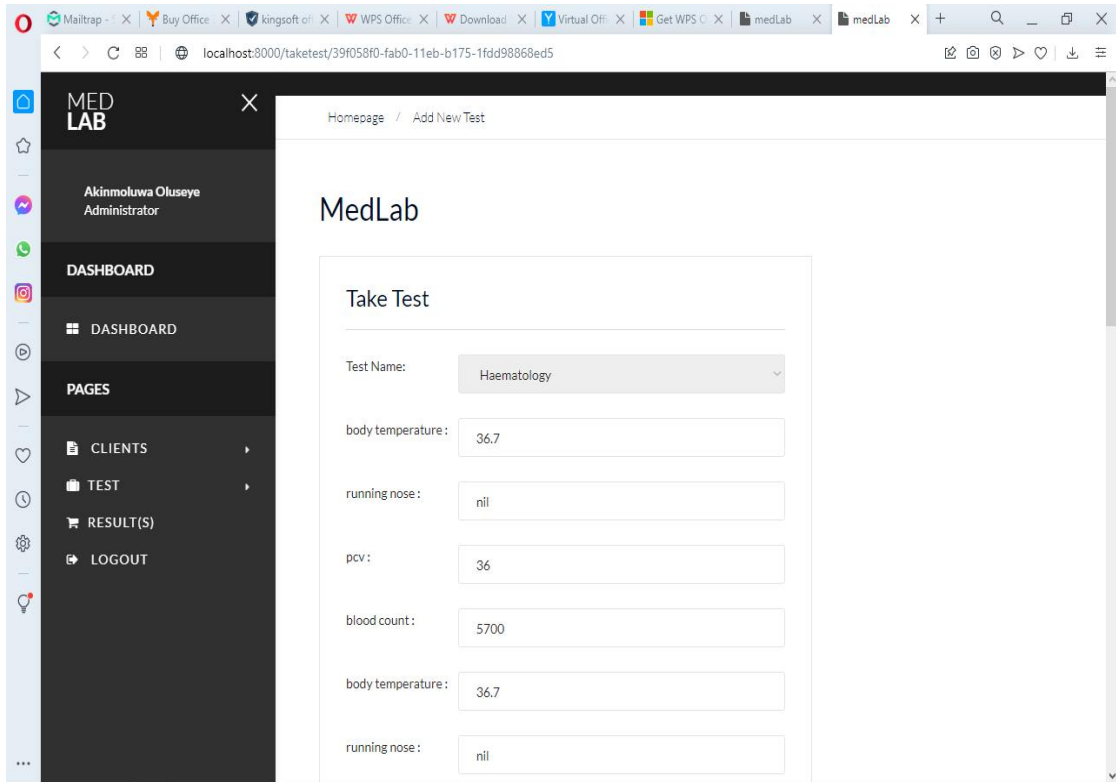 Mailtrap - S
Buy Office
kingsoft of
WPS Office
Download
Virtual Off
Get WPS O
medLab
medLab
localhost:8000/taketest/39f058f0-fab0-11eb-b175-1fdd98868ed5
MED
LAB
Homepage / Add New Test
Akinmoluwa Oluseye
Administrator
DASHBOARD
DASHBOARD
PAGES
CLIENTS
TEST
RESULT(S)
LOGOUT
MedLab
Take Test
Test Name: Haematology
body temperature : 36.7
running nose : nil
pcv : 36
blood count : 5700
body temperature : 36.7
running nose : nil